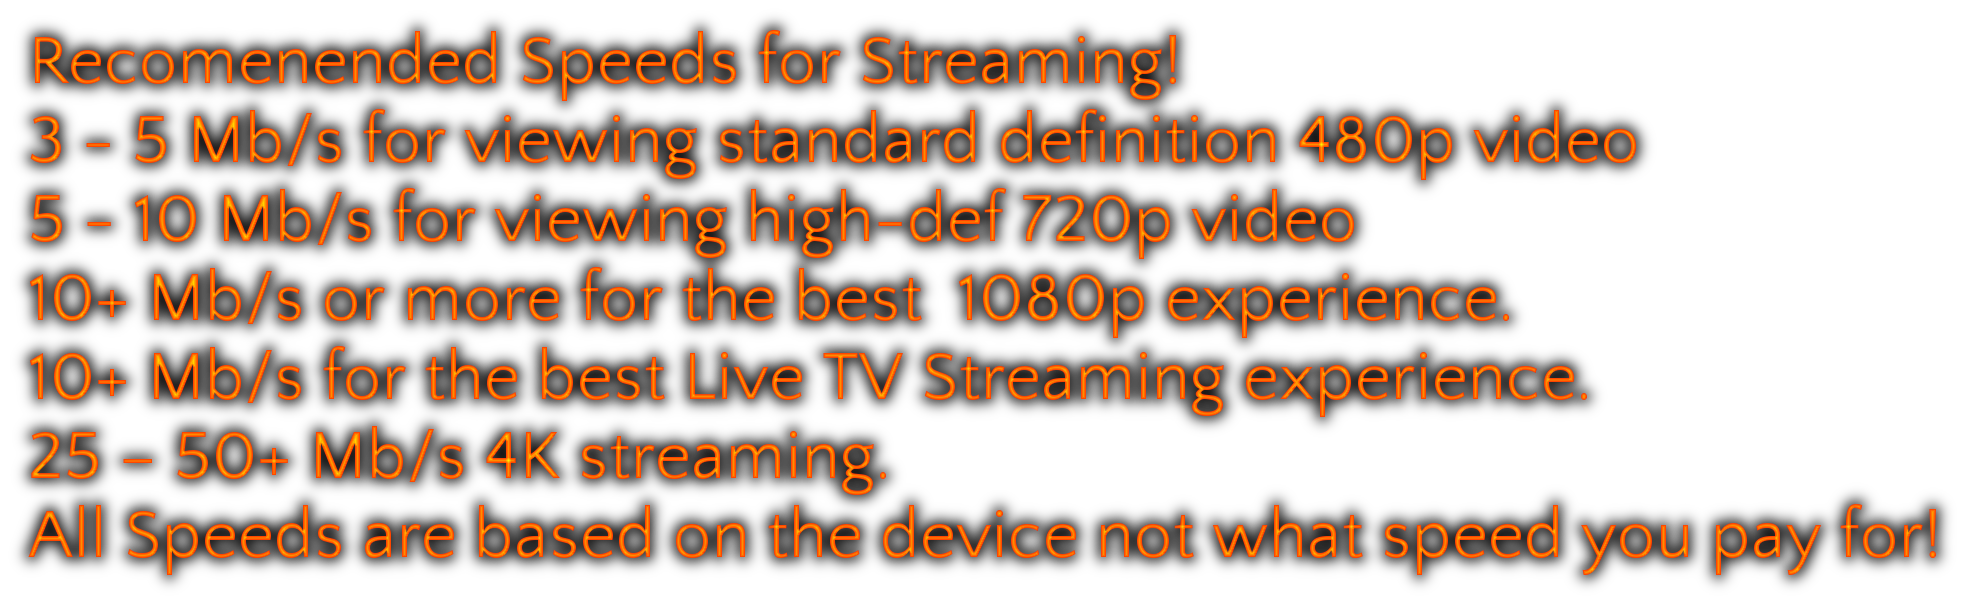 Recomenended Speeds for Streaming!
3 – 5 Mb/s for viewing standard definition 480p video
5 – 10 Mb/s for viewing high-def 720p video
10+ Mb/s or more for the best  1080p experience.
10+ Mb/s for the best Live TV Streaming experience.
25 – 50+ Mb/s 4K streaming.
All Speeds are based on the device not what speed you pay for!